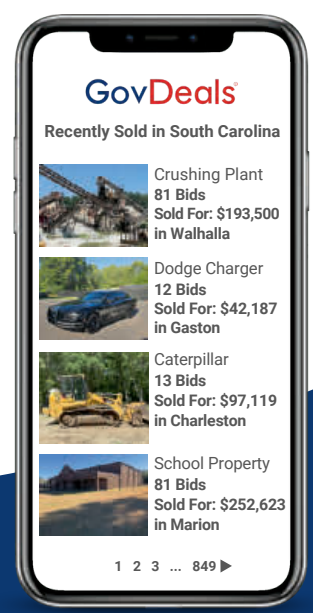 GovDeals
Recently Sold in South Carolina
Crushing Plant
81 Bids
Sold For: $193,500
in Walhalla
Dodge Charger
12 Bids
Sold For: $42,187
in Gaston
Caterpillar
13 Bids
Sold For: $97,119
in Charleston
School Property
81 Bids
Sold For: $252,623
in Marion
1 2 3 ... 849